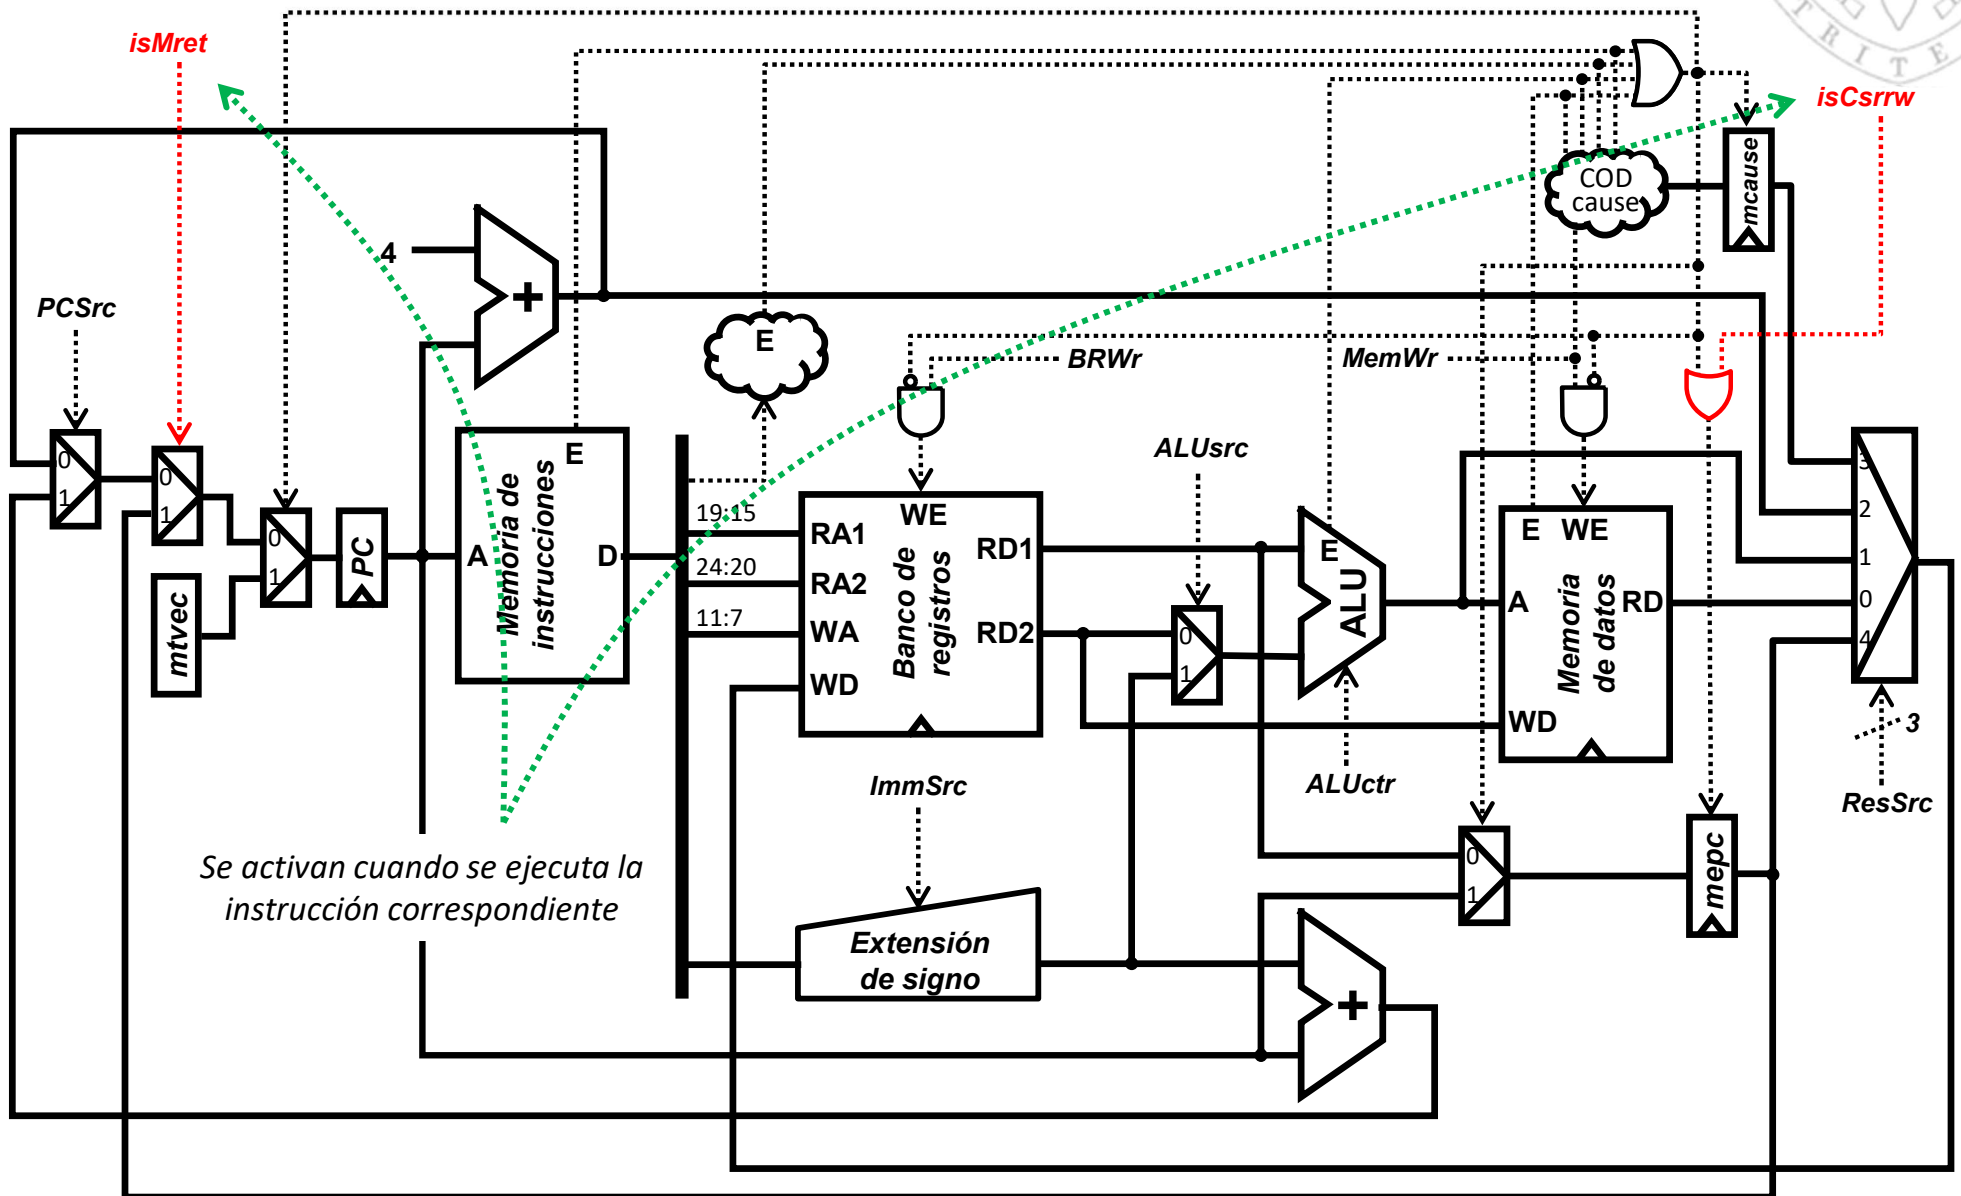 T R I T E
isMret
isCsrrw
COD
cause
mcause
4
+
PCSrc
E
BRWr
MemWr
0
1
0
1
0
1
mtvec
PC
A
E
Memoria de
instrucciones
D
19:15
24:20
11:7
WE
RA1
RA2
WA
WD
Banco de
registros
RD1
RD2
ALUsrc
0
1
E
ALU
ALUctr
E WE
A
RD
WD
Memoria
de datos
3
2
1
0
4
3
ResSrc
ImmSrc
Se activan cuando se ejecuta la
instrucción correspondiente
Extensión
de signo
0
1
mepc
+